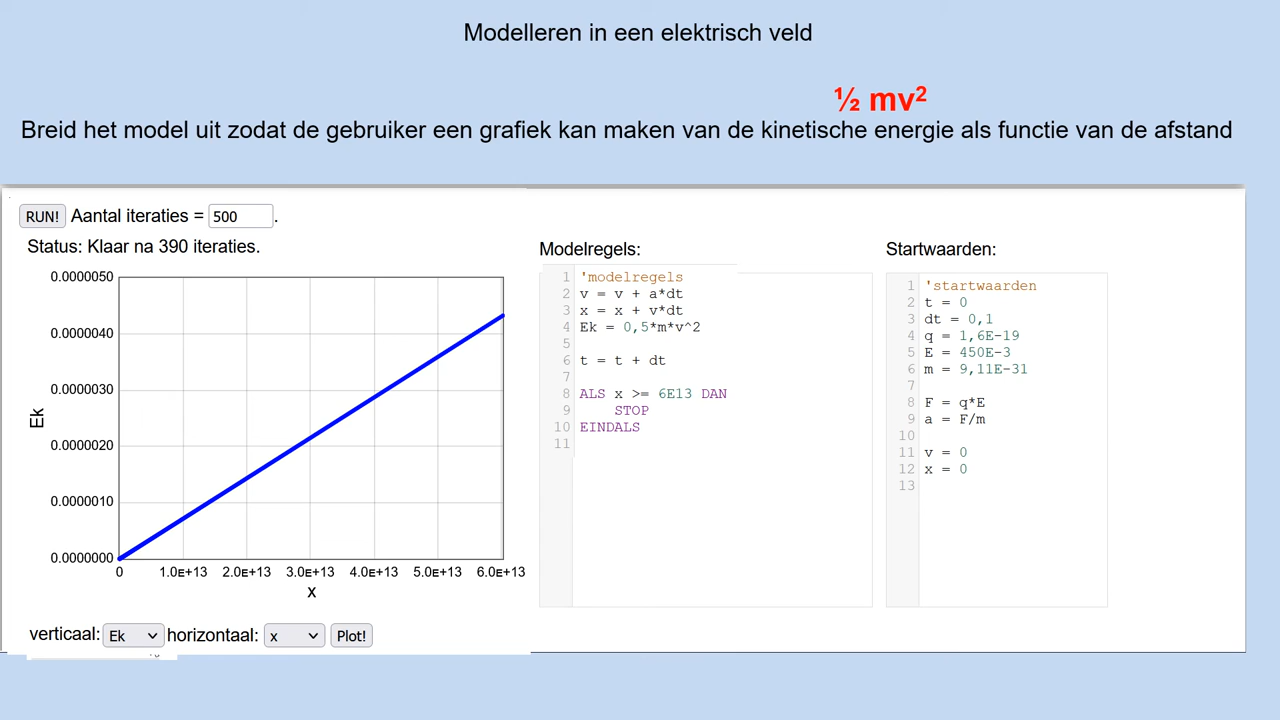 Modelleren in een elektrisch veld
½ mv²
Breid het model uit zodat de gebruiker een grafiek kan maken van de kinetische energie als functie van de afstand
RUN! Aantal iteraties = 500 .
Status: Klaar na 390 iteraties.
0.0000050
0.0000040
0.0000030
0.0000020
0.0000010
0.0000000
Ek
0 1.0e+13 2.0e+13 3.0e+13 4.0e+13 5.0e+13 6.0e+13
x
verticaal: Ek horizontaal: x Plot!
Modelregels:
1 'modelregels
2 v = v + a*dt
3 x = x + v*dt
4 Ek = 0,5*m*v^2
5
6 t = t + dt
7
8 ALS x >= 6E13 DAN
9 STOP
10 EINDALS
11
Startwaarden:
1 'startwaarden
2 t = 0
3 dt = 0,1
4 q = 1,6E-19
5 E = 450E-3
6 m = 9,11E-31
7
8 F = q*E
9 a = F/m
10
11 v = 0
12 x = 0
13